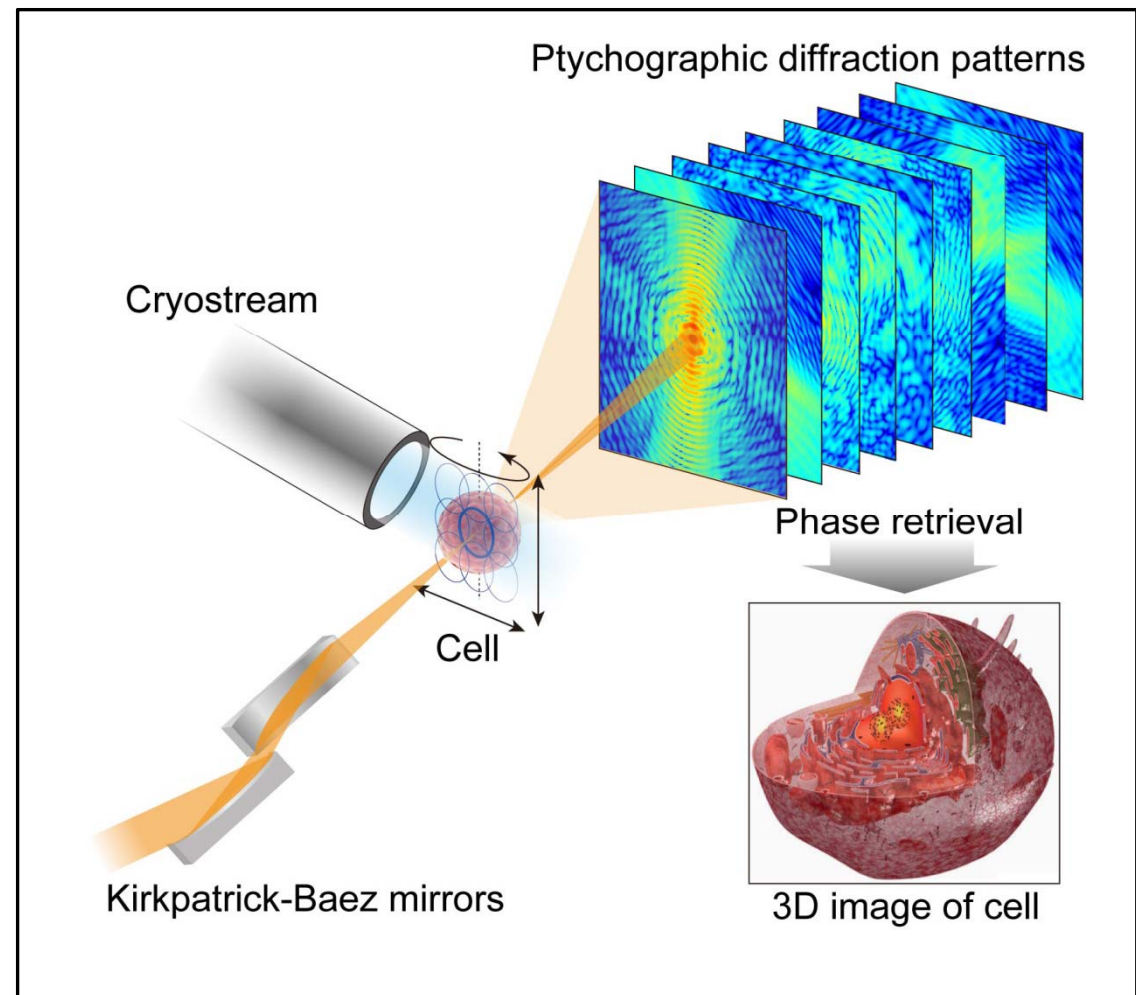 Ptychographic diffraction patterns
Cryostream
Phase retrieval
Cell
Kirkpatrick-Baez mirrors
3D image of cell